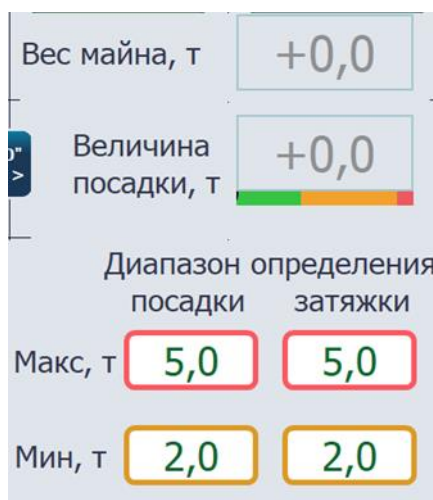 Вес майна, т +0,0
0"
>
Величина +0,0
посадки, т
Диапазон определения
посадки затяжки
Макс, т 5,0 5,0
Мин, т 2,0 2,0